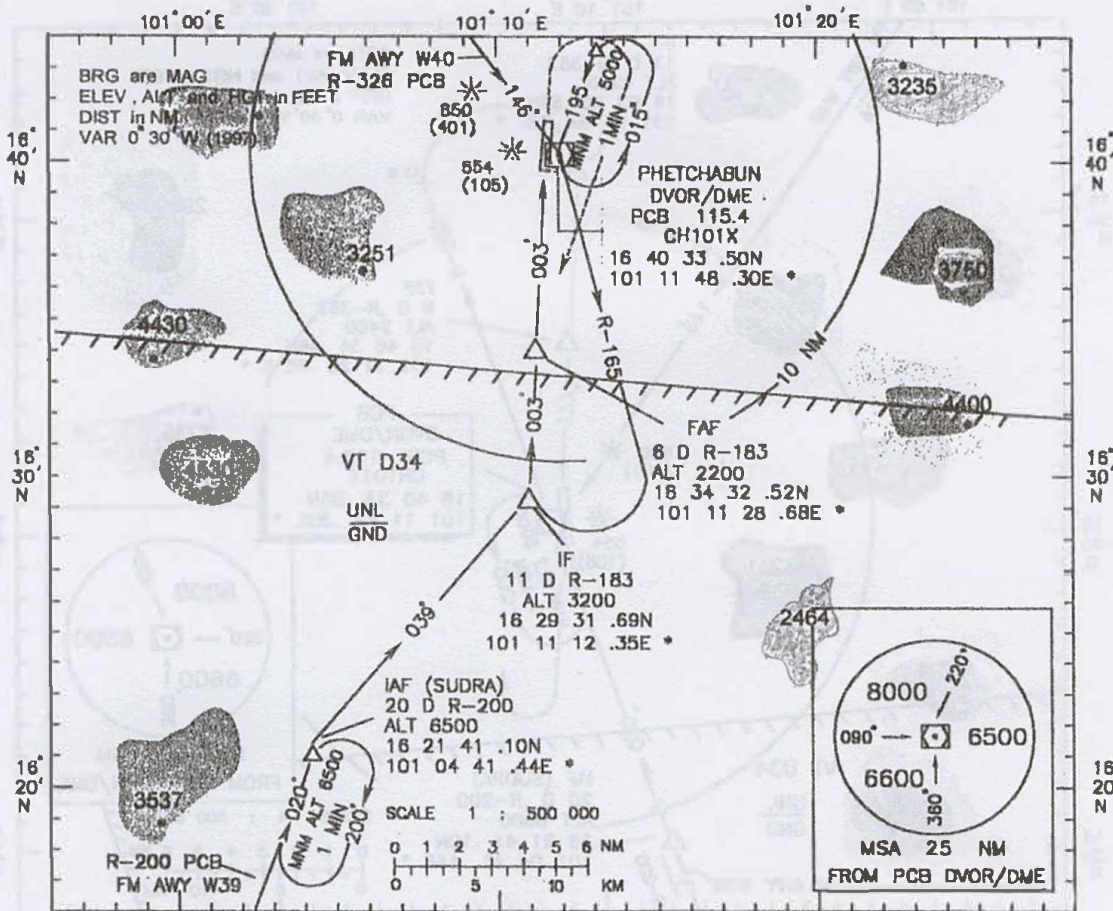 101° 00' E
101° 10' E
101° 20' E
BRG are MAG
ELEV, ALT and HGT in FEET
DIST in NM
VAR 0° 30' W (1997)
FM AWY W40
R-326 PCB
146°
850
(401)
654
(105)
195°
MNM ALT 5000
1MIN
015°
3235
16°
40'
N
16°
40'
N
PHETCHABUN
DVOR/DME
PCB 115.4
CH101X
16 40 33 .50N
101 11 48 .30E *
3251
3750
003°
4430
R-165
10 NM
4400
003°
FAF
6 D R-183
ALT 2200
16 34 32 .52N
101 11 28 .68E *
16°
30'
N
VT D34
UNL
GND
16°
30'
N
IF
11 D R-183
ALT 3200
16 29 31 .69N
101 11 12 .35E *
039°
2464
IAF (SUDRA)
20 D R-200
ALT 6500
16 21 41 .10N
101 04 41 .44E *
8000
220°
090°
6500
6600
360°
MSA 25 NM
FROM PCB DVOR/DME
16°
20'
N
16°
20'
N
3537
020°
MNM ALT 6500
1 MIN
200°
SCALE 1 : 500 000
0 1 2 3 4 5 6 NM
0 5 10 KM
R-200 PCB
FM AWY W39